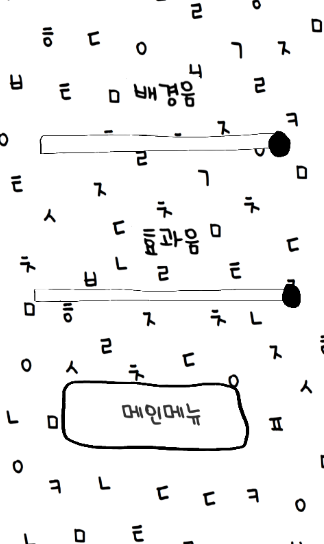 ㄹ ㅇ
ㅎ ㄷ ㅇ ㄱ ㅈ ㅁ
ㅂ ㅌ ㅁ ㄴ ㄹ
배경음
ㅇ ㅈ ㅋ
ㄹ ㅇ
ㅌ ㅈ ㄱ ㅁ
ㅅ ㄷ ㅊ ㅊ
효과음
ㅁ ㄷ
ㅊ ㅂ ㄴ ㄹ ㅌ
ㅁ ㅎ ㅈ ㅊ ㄴ
ㅇ ㅅ ㄹ ㅊ ㄷ ㅈ
ㅇ ㅅ
ㄴ ㅁ
메인메뉴
ㅍ
ㅇ ㅋ ㄴ ㄷ ㄷ ㅋ ㅇ
ㄴ ㅁ ㅌ